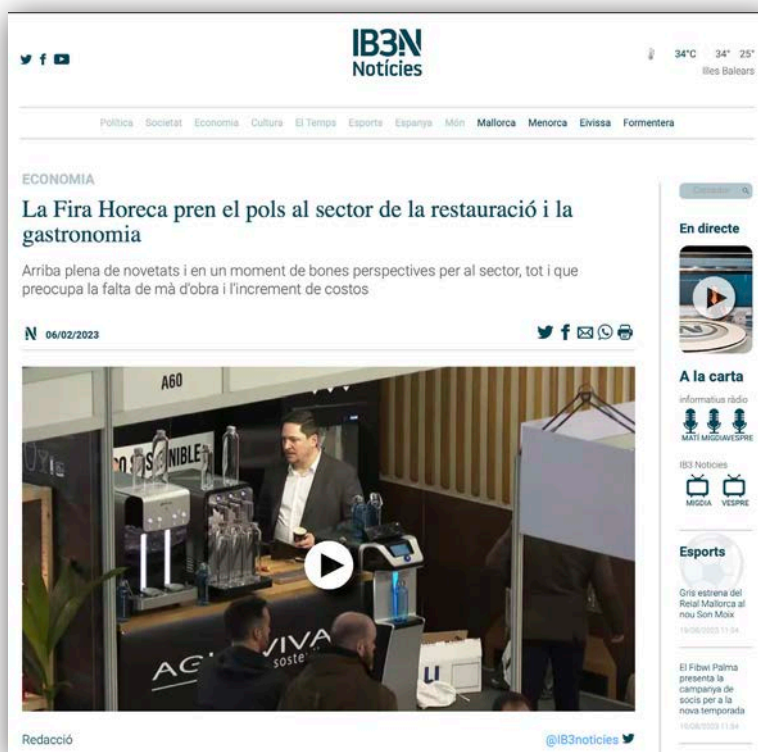 IB3N
Notícies
34°C 34° 25°
Illes Balears
Política Societat Economia Cultura El Temps Esports Espanya Món Mallorca Menorca Eivissa Formentera
ECONOMIA
La Fira Horeca pren el pols al sector de la restauració i la
gastronomia
Arriba plena de novetats i en un moment de bones perspectives per al sector, tot i que
preocupa la falta de mà d'obra i l'increment de costos
N 06/02/2023
A60
NIBLE
VIVA
Redacció
@IB3noticies
Cercador
En directe
A la carta
informatius ràdio
MATÍ MIGDIA VESPRE
IB3 Noticies
MIGDIA VESPRE
Esports
Gris estrena del
Reial Mallorca al
nou Son Moix
El Fibwi Palma
presenta la
campanya de
socis per a la
nova temporada